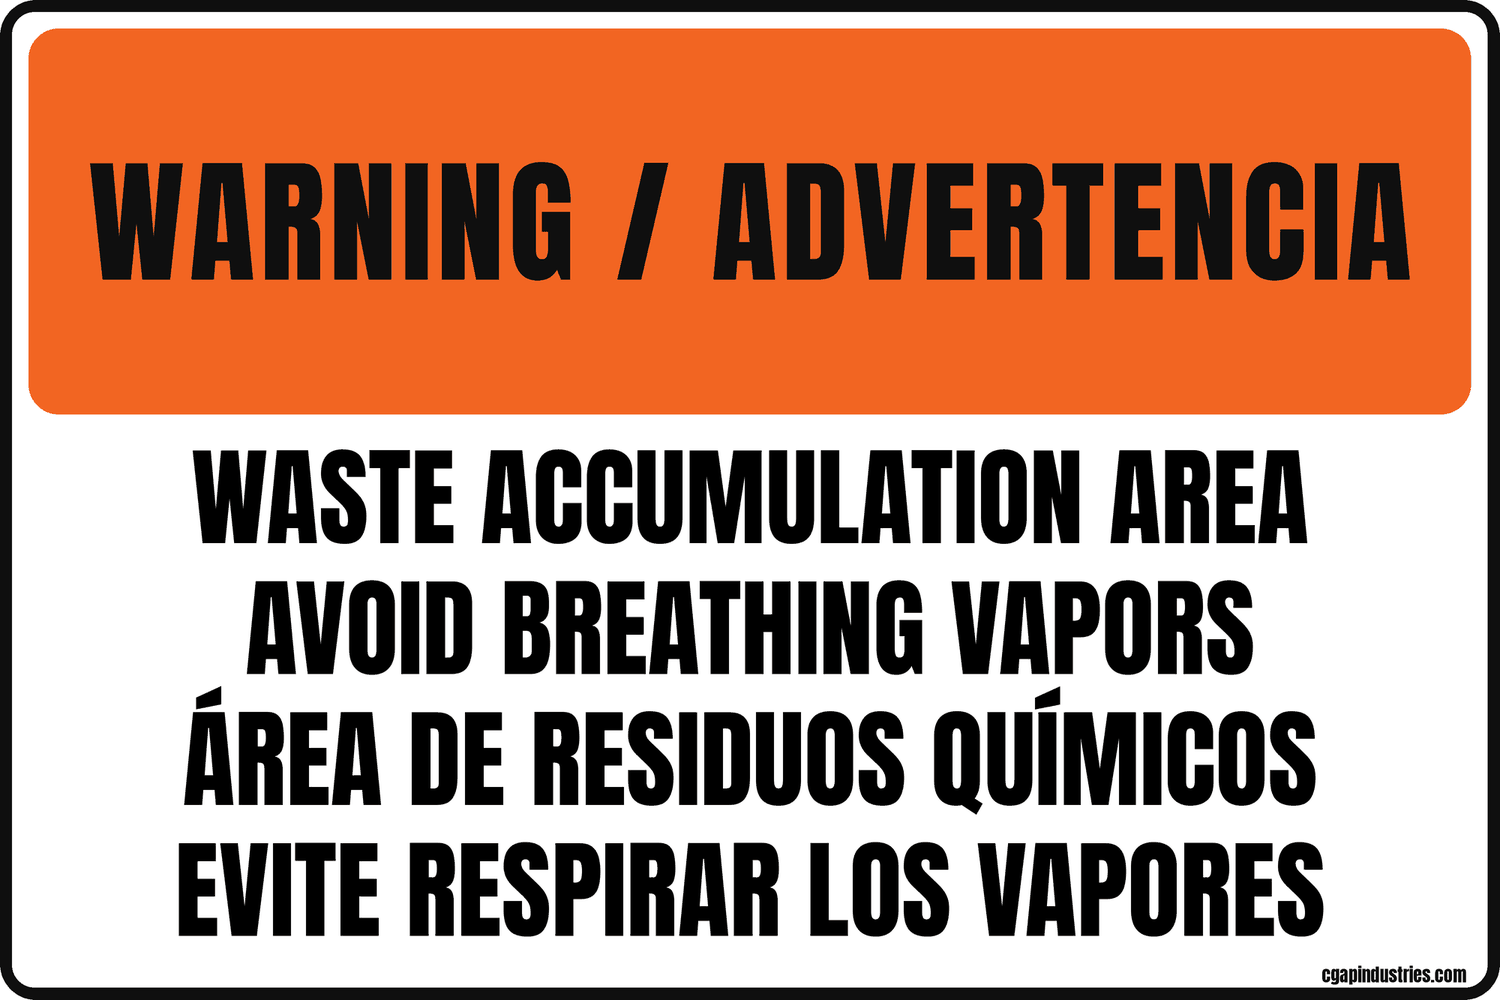 WARNING / ADVERTENCIA
WASTE ACCUMULATION AREA
AVOID BREATHING VAPORS
ÁREA DE RESIDUOS QUÍMICOS
EVITE RESPIRAR LOS VAPORES
cgapindustries.com